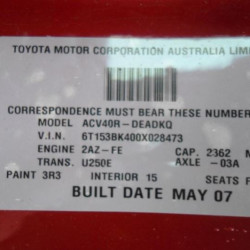 TOYOTA MOTOR CORPORATION AUSTRALIA LIMI
CORRESPONDENCE MUST BEAR THESE NUMBER
MODEL ACV40R-DEADKQ
V.I.N. 6T153BK400X028473
ENGINE 2AZ-FE CAP. 2362 M
TRANS. U250E AXLE -03A
PAINT 3R3 INTERIOR 15 SEATS F
BUILT DATE MAY 07